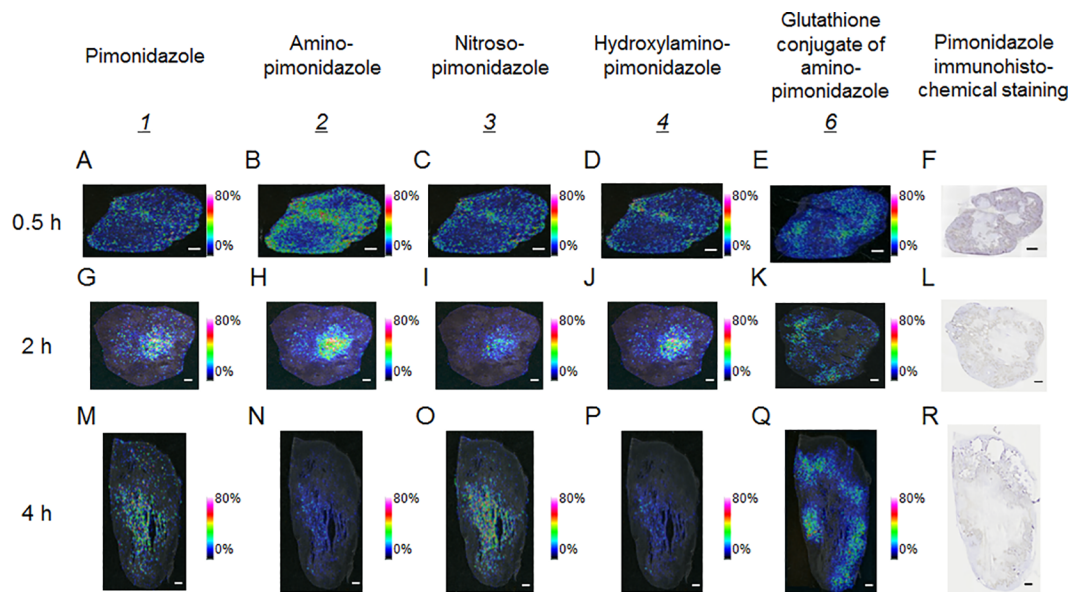 Pimonidazole
Amino-
pimonidazole
Nitroso-
pimonidazole
Hydroxylamino-
pimonidazole
Glutathione
conjugate of
amino-
pimonidazole
Pimonidazole
immunohisto-
chemical staining
1 2 3 4 6
A B C D E F
0.5 h
80% 80% 80% 80% 80%
0% 0% 0% 0% 0%
G H I J K L
2 h
80% 80% 80% 80% 80%
0% 0% 0% 0% 0%
M N O P Q R
4 h
80% 80% 80% 80% 80%
0% 0% 0% 0% 0%